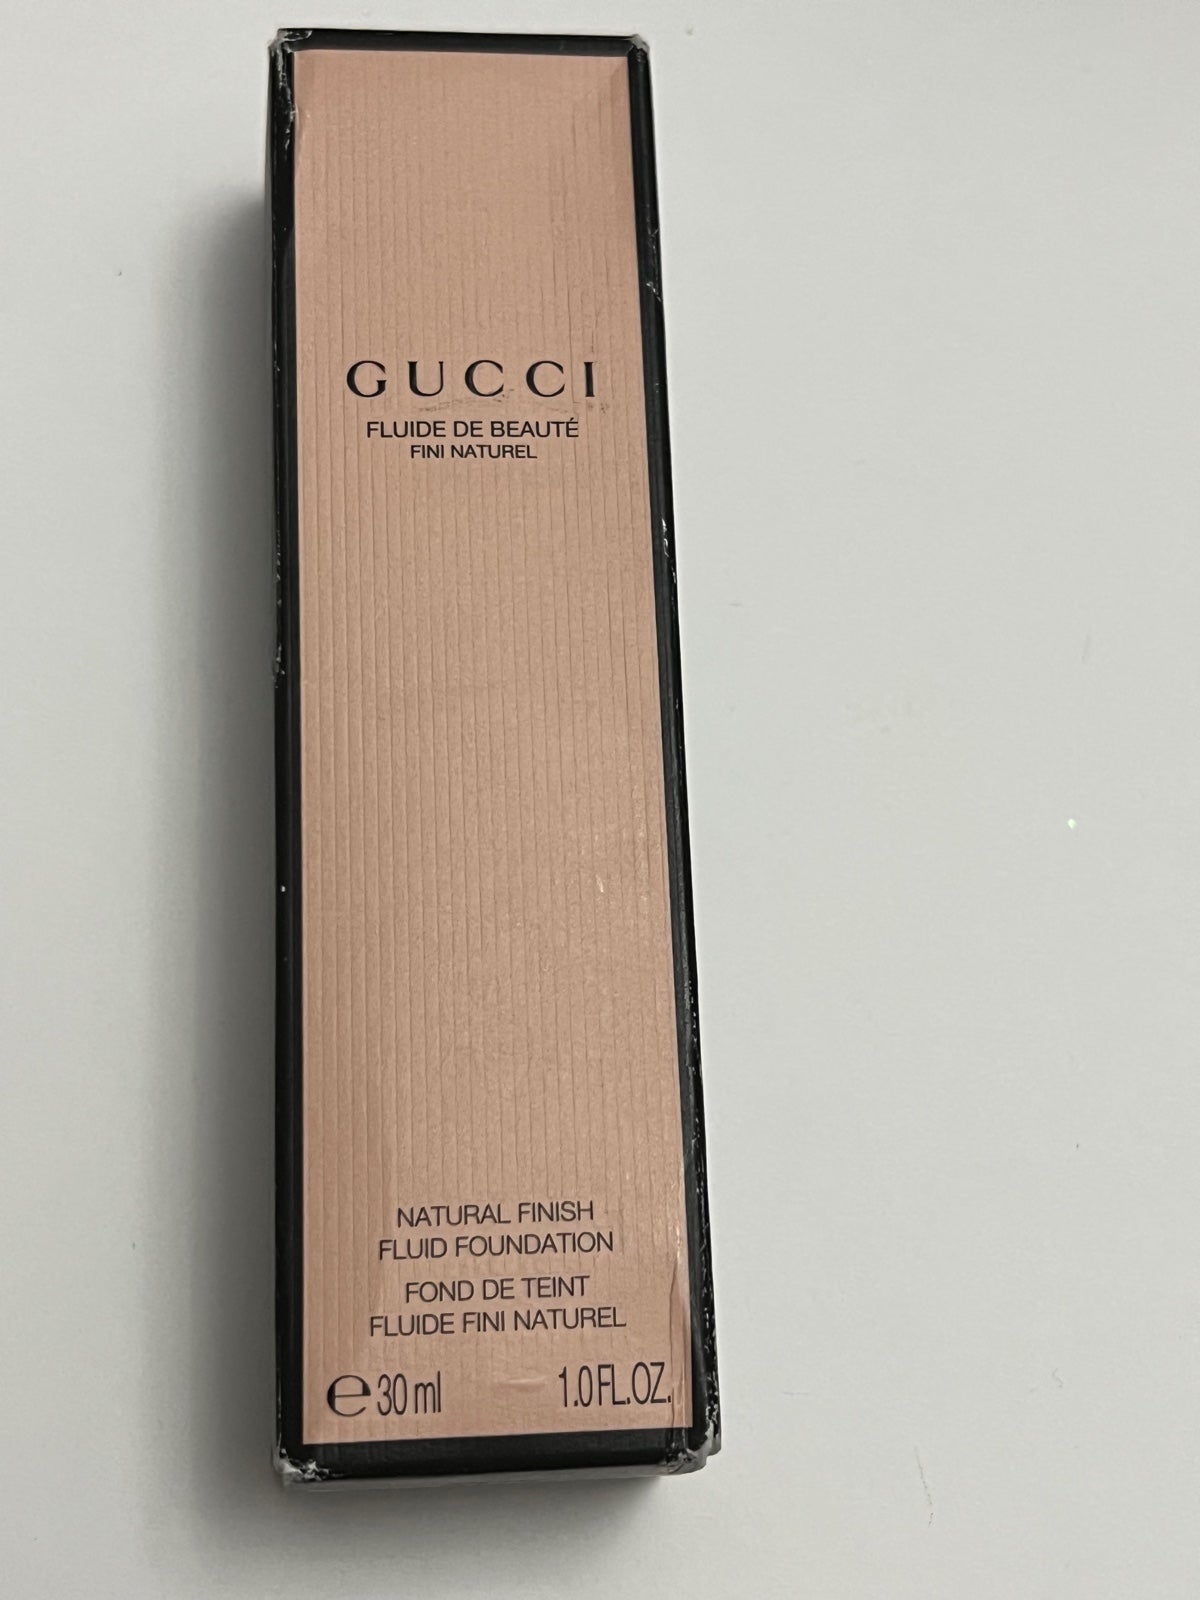 GUCCI
FLUIDE DE BEAUTÉ
FINI NATUREL
NATURAL FINISH
FLUID FOUNDATION
FOND DE TEINT
FLUIDE FINI NATUREL
℮ 30 ml 1.0 FL.OZ.